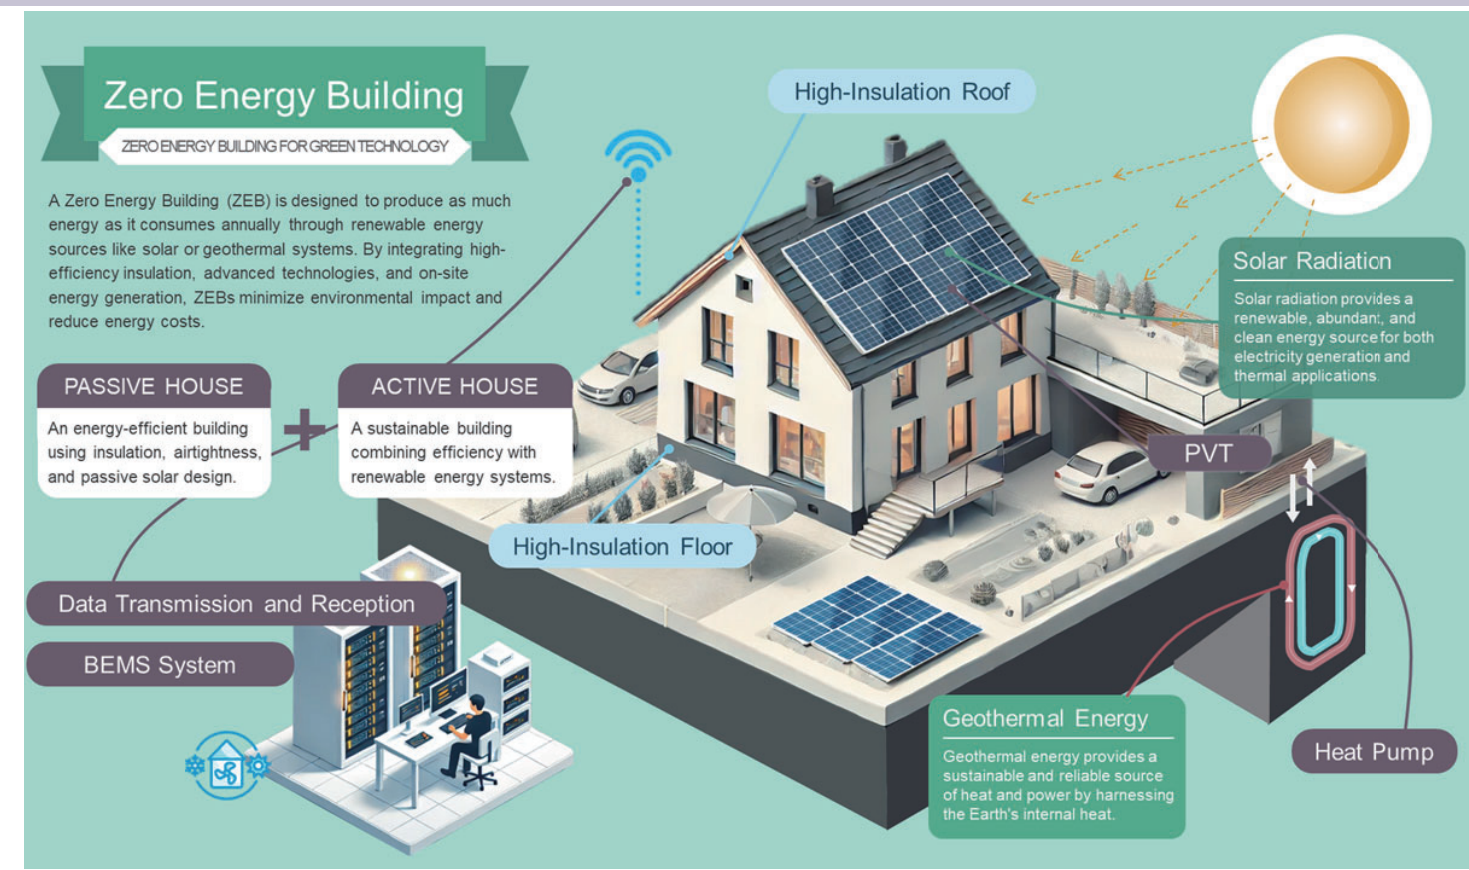 Zero Energy Building
ZERO ENERGY BUILDING FOR GREEN TECHNOLOGY
A Zero Energy Building (ZEB) is designed to produce as much
energy as it consumes annually through renewable energy
sources like solar or geothermal systems. By integrating high-
efficiency insulation, advanced technologies, and on-site
energy generation, ZEBs minimize environmental impact and
reduce energy costs.
PASSIVE HOUSE
An energy-efficient building
using insulation, airtightness,
and passive solar design.
+
ACTIVE HOUSE
A sustainable building
combining efficiency with
renewable energy systems.
High-Insulation Roof
Solar Radiation
Solar radiation provides a
renewable, abundant, and
clean energy source for both
electricity generation and
thermal applications
PVT
High-Insulation Floor
Data Transmission and Reception
BEMS System
Geothermal Energy
Geothermal energy provides a
sustainable and reliable source
of heat and power by harnessing
the Earth's internal heat.
Heat Pump